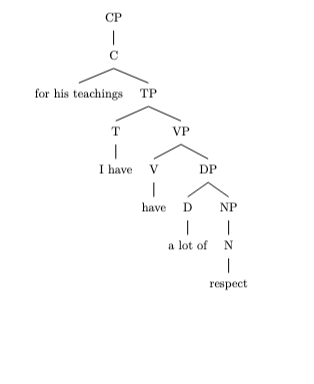 CP
C
for his teachings TP
T VP
I have V DP
have D NP
a lot of N
respect